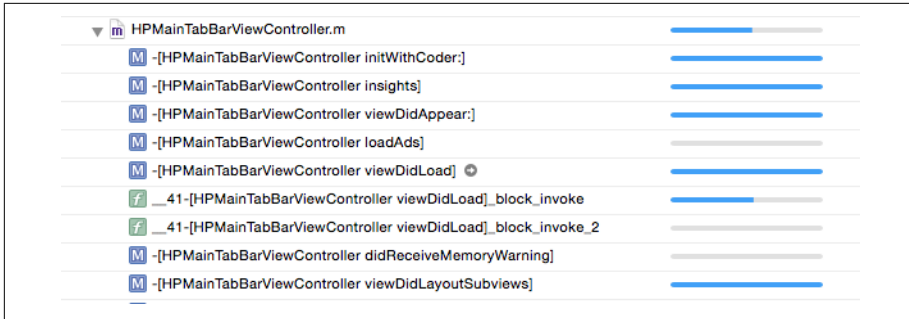 m HPMainTabBarViewController.m
M -[HPMainTabBarViewController initWithCoder:]
M -[HPMainTabBarViewController insights]
M -[HPMainTabBarViewController viewDidAppear:]
M -[HPMainTabBarViewController loadAds]
M -[HPMainTabBarViewController viewDidLoad]
f __41-[HPMainTabBarViewController viewDidLoad]_block_invoke
f __41-[HPMainTabBarViewController viewDidLoad]_block_invoke_2
M -[HPMainTabBarViewController didReceiveMemoryWarning]
M -[HPMainTabBarViewController viewDidLayoutSubviews]